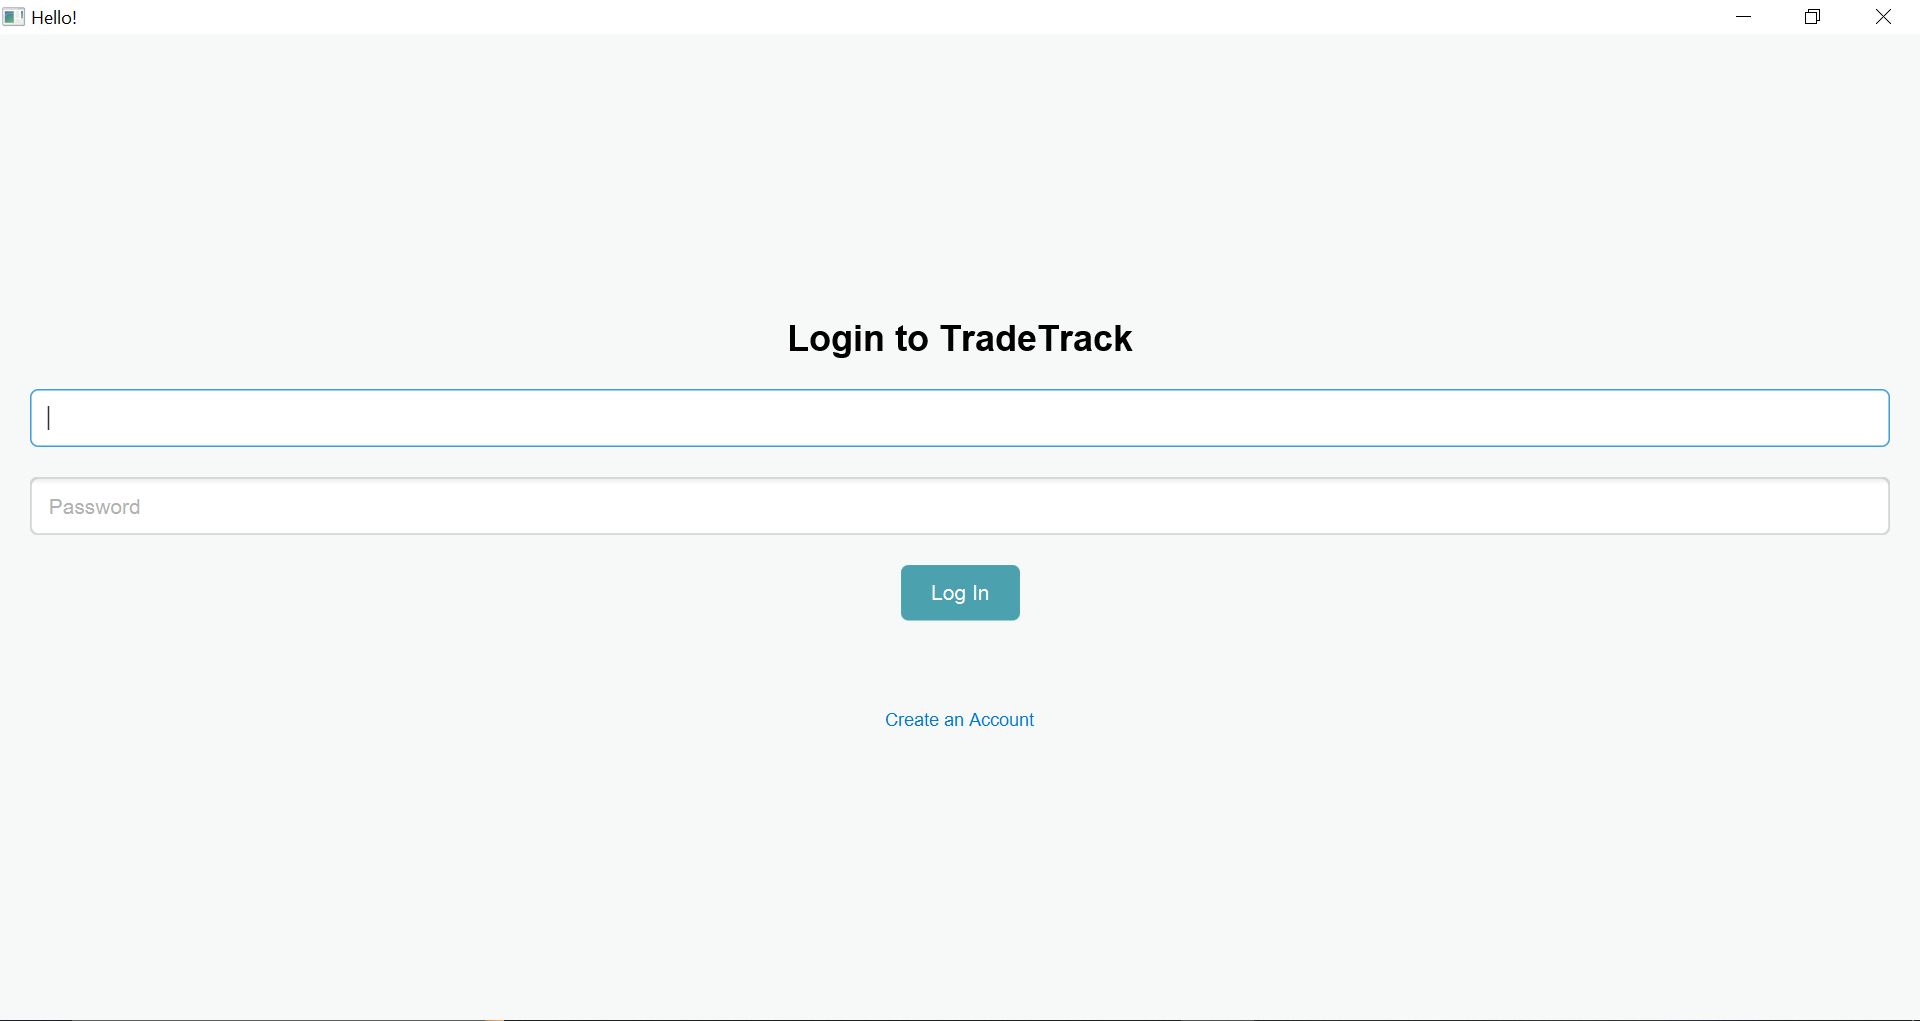 Hello!
Login to TradeTrack
Password
Log In
Create an Account